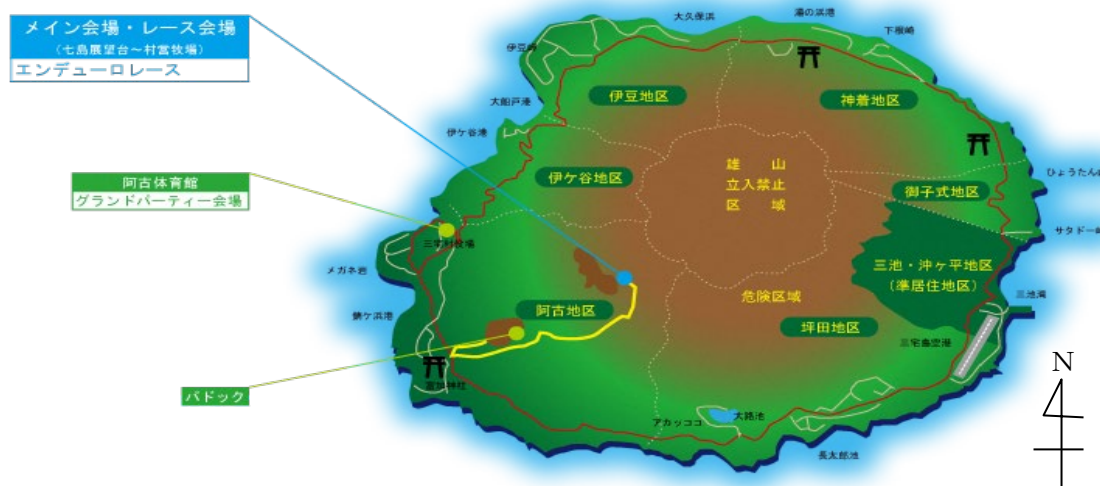 メイン会場・レース会場
（七島展望台～村営牧場）
エンデューロレース
阿古体育館
グランドパーティー会場
パドック
大久保浜
湯の浜港
下根崎
伊豆岬
大船戸港
伊ケ谷港
伊豆地区
神着地区
伊ケ谷地区
雄 山
立入禁止
区 域
御子式地区
サタドー岬
三宅村役場
メガネ岩
三池・沖ヶ平地区
（準居住地区）
危険区域
三池湾
錆ケ浜港
阿古地区
坪田地区
三宅島空港
富賀神社
アカッココ
大路池
長太郎池
N